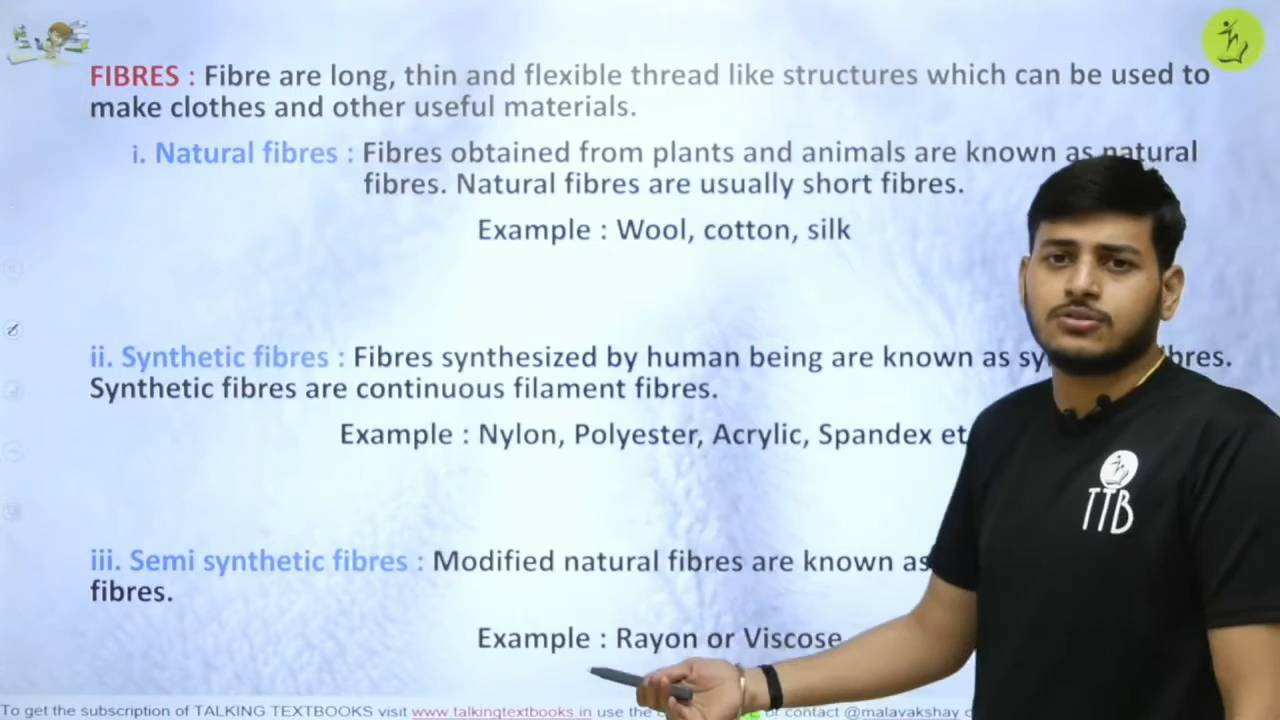 FIBRES : Fibre are long, thin and flexible thread like structures which can be used to
make clothes and other useful materials.
i. Natural fibres : Fibres obtained from plants and animals are known as natural
fibres. Natural fibres are usually short fibres.
Example : Wool, cotton, silk
ii. Synthetic fibres : Fibres synthesized by human being are known as
Synthetic fibres are continuous filament fibres.
Example : Nylon, Polyester, Acrylic, Spandex
iii. Semi synthetic fibres : Modified natural fibres are known as
fibres.
Example : Rayon or Viscose
TTB
To get the subscription of TALKING TEXTBOOKS visit www.talkingtextbooks.in use the or contact @malavakshay